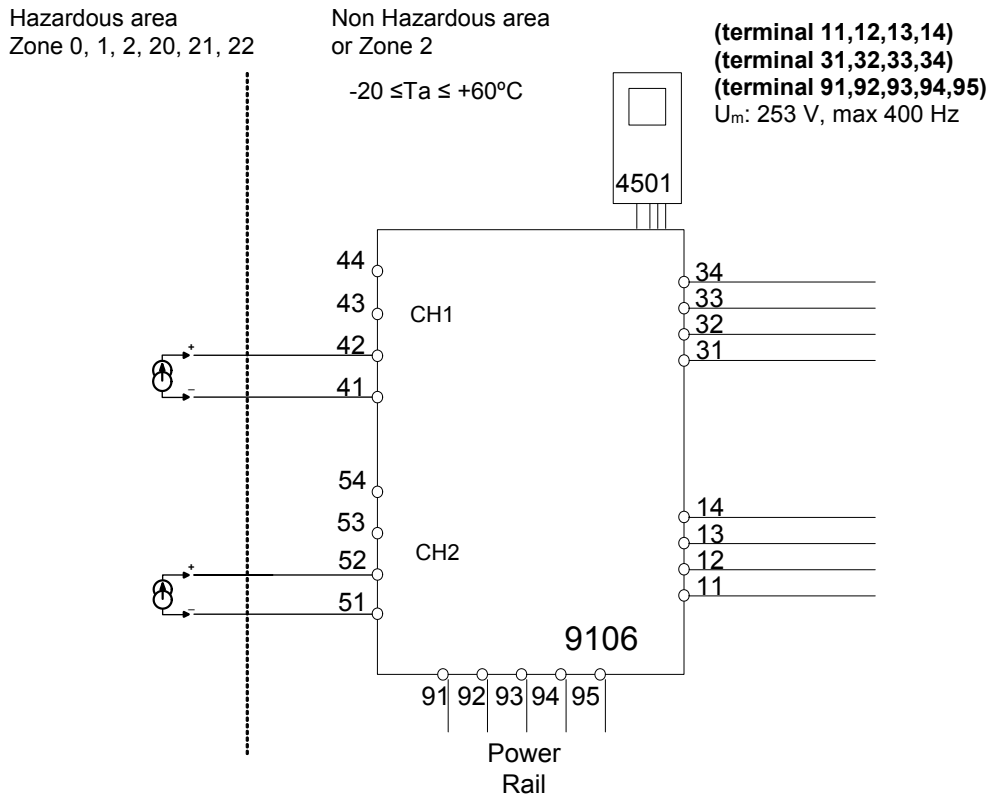 Hazardous area
Zone 0, 1, 2, 20, 21, 22
Non Hazardous area
or Zone 2
-20 ≤Ta ≤ +60ºC
(terminal 11,12,13,14)
(terminal 31,32,33,34)
(terminal 91,92,93,94,95)
Um: 253 V, max 400 Hz
4501
44
43
42
41
CH1
+
–
34
33
32
31
54
53
52
51
CH2
+
–
14
13
12
11
9106
91 92 93 94 95
Power
Rail